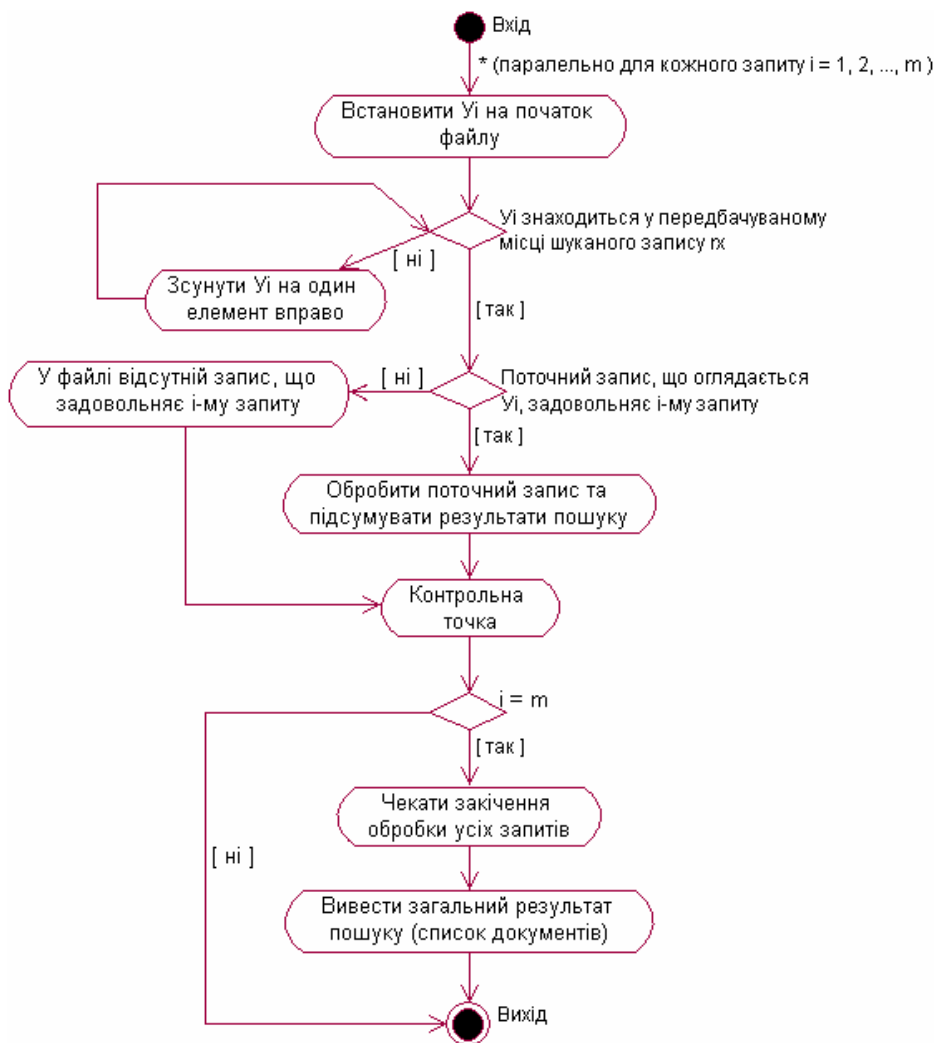 Вхід
* (паралельно для кожного запиту i = 1, 2, ..., m )
Встановити Уі на початок
файлу
Уі знаходиться у передбачуваному
місці шуканого запису rx
[ ні ]
Зсунути Уі на один
елемент вправо
[ так ]
У файлі відсутній запис, що
задовольняє і-му запиту
[ ні ]
Поточний запис, що оглядається
Уі, задовольняє і-му запиту
[ так ]
Обробити поточний запис та
підсумувати результати пошуку
Контрольна
точка
i = m
[ так ]
Чекати закічення
обробки усіх запитів
[ ні ]
Вивести загальний результат
пошуку (список документів)
Вихід